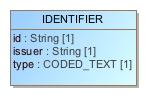 IDENTIFIER
id : String [1]
issuer : String [1]
type : CODED_TEXT [1]